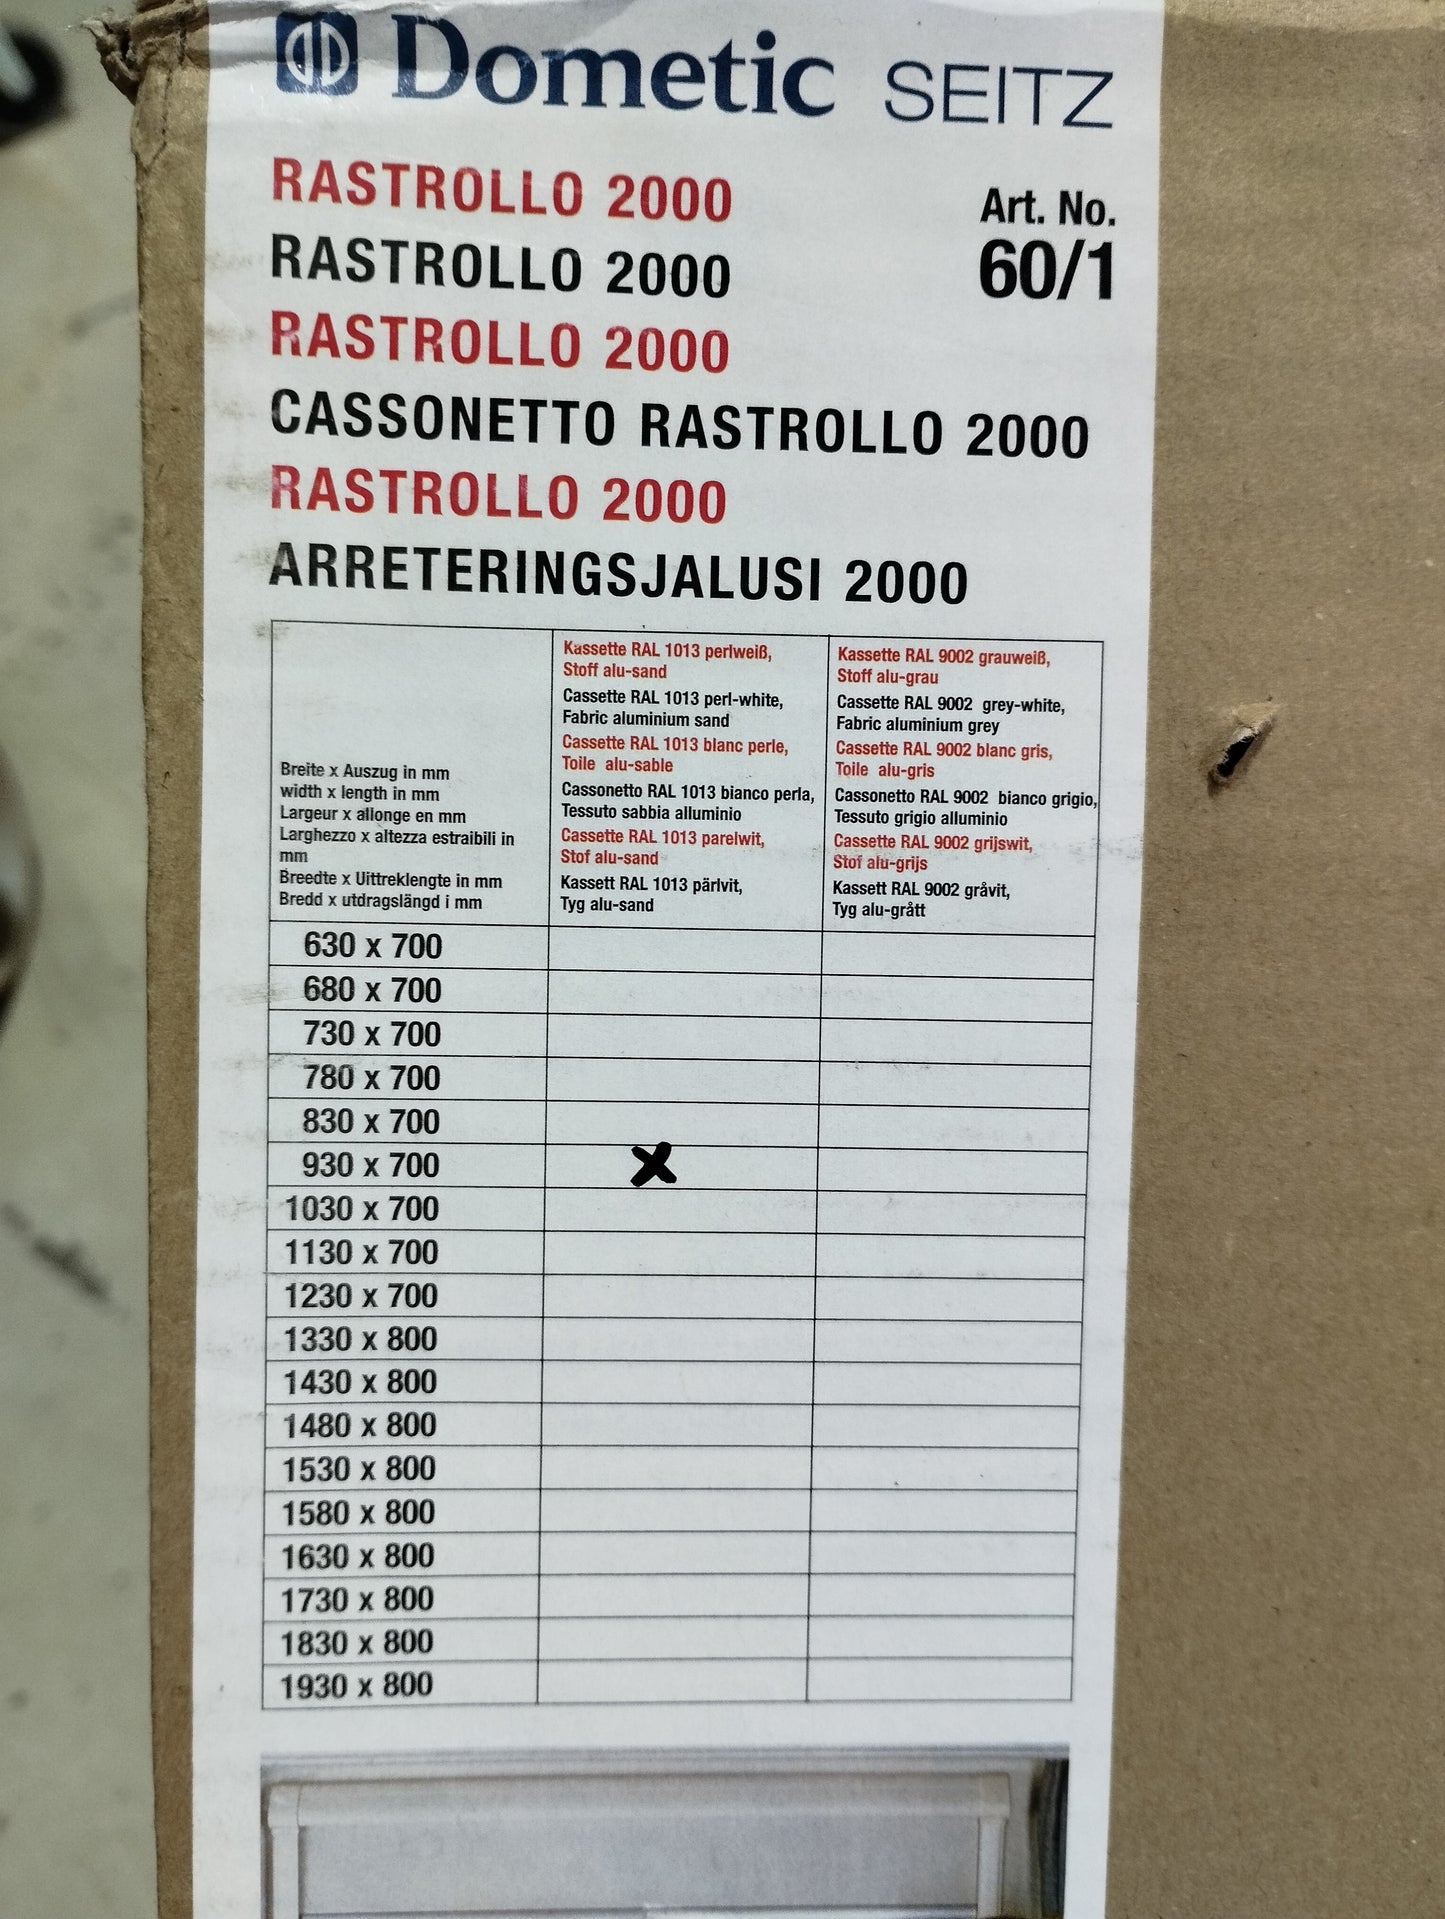 Dometic SEITZ
RASTROLLO 2000
RASTROLLO 2000
RASTROLLO 2000
CASSONETTO RASTROLLO 2000
RASTROLLO 2000
ARRETERINGSJALUSI 2000
Art. No.
60/1
Breite x Auszug in mm
width x length in mm
Largeur x allonge en mm
Larghezzo x altezza estraibili in
mm
Breedte x Uittreklengte in mm
Bredd x utdragslängd i mm
Kassette RAL 1013 perlweiß,
Stoff alu-sand
Cassette RAL 1013 perl-white,
Fabric aluminium sand
Cassette RAL 1013 blanc perle,
Toile alu-sable
Cassonetto RAL 1013 bianco perla,
Tessuto sabbia alluminio
Cassette RAL 1013 parelwit,
Stof alu-sand
Kassett RAL 1013 pärlvit,
Tyg alu-sand
Kassette RAL 9002 grauweiß,
Stoff alu-grau
Cassette RAL 9002 grey-white,
Fabric aluminium grey
Cassette RAL 9002 blanc gris,
Toile alu-gris
Cassonetto RAL 9002 bianco grigio,
Tessuto grigio alluminio
Cassette RAL 9002 grijswit,
Stof alu-grijs
Kassett RAL 9002 gråvit,
Tyg alu-grått
630 x 700
680 x 700
730 x 700
780 x 700
830 x 700
930 x 700 X
1030 x 700
1130 x 700
1230 x 700
1330 x 800
1430 x 800
1480 x 800
1530 x 800
1580 x 800
1630 x 800
1730 x 800
1830 x 800
1930 x 800